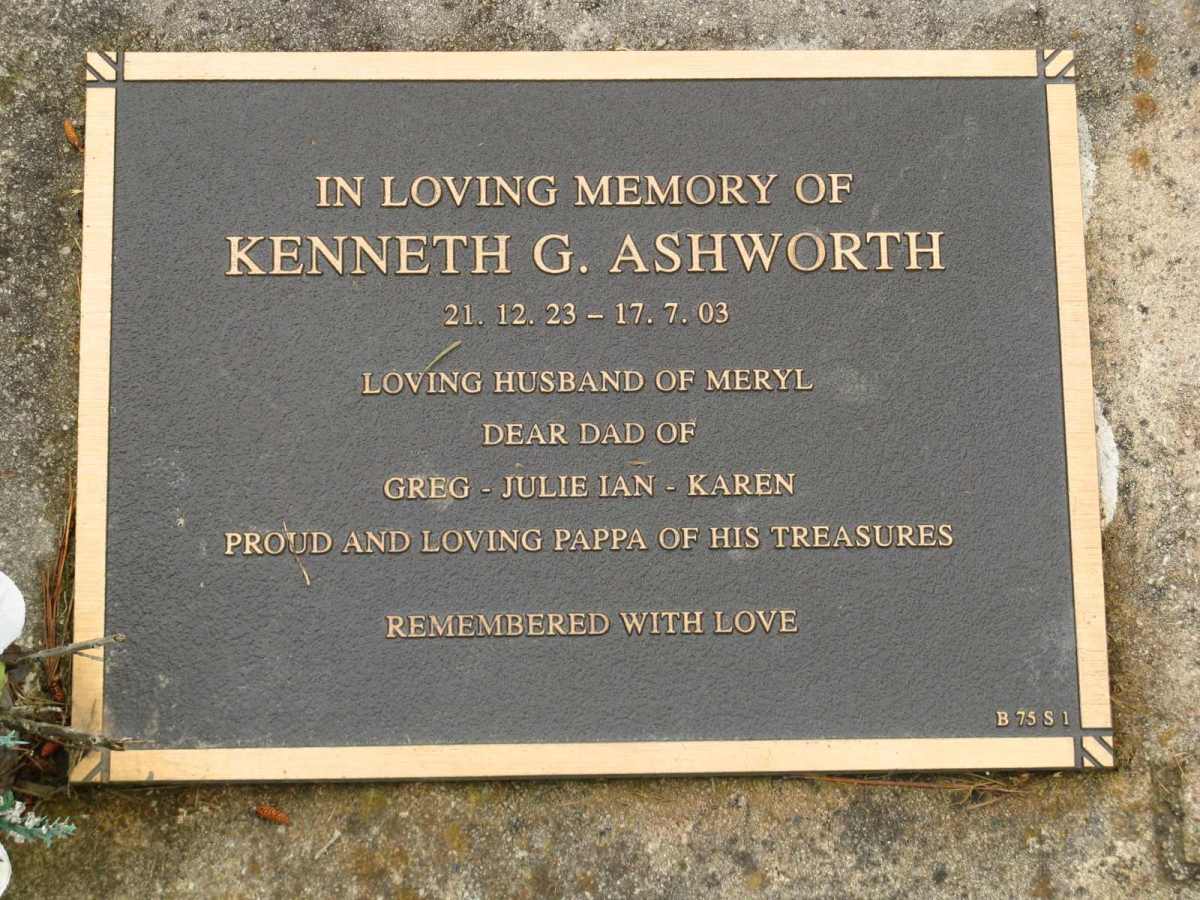 IN LOVING MEMORY OF
KENNETH G. ASHWORTH
21. 12. 23 – 17. 7. 03
LOVING HUSBAND OF MERYL
DEAR DAD OF
GREG - JULIE IAN - KAREN
PROUD AND LOVING PAPPA OF HIS TREASURES
REMEMBERED WITH LOVE
B 75 S 1